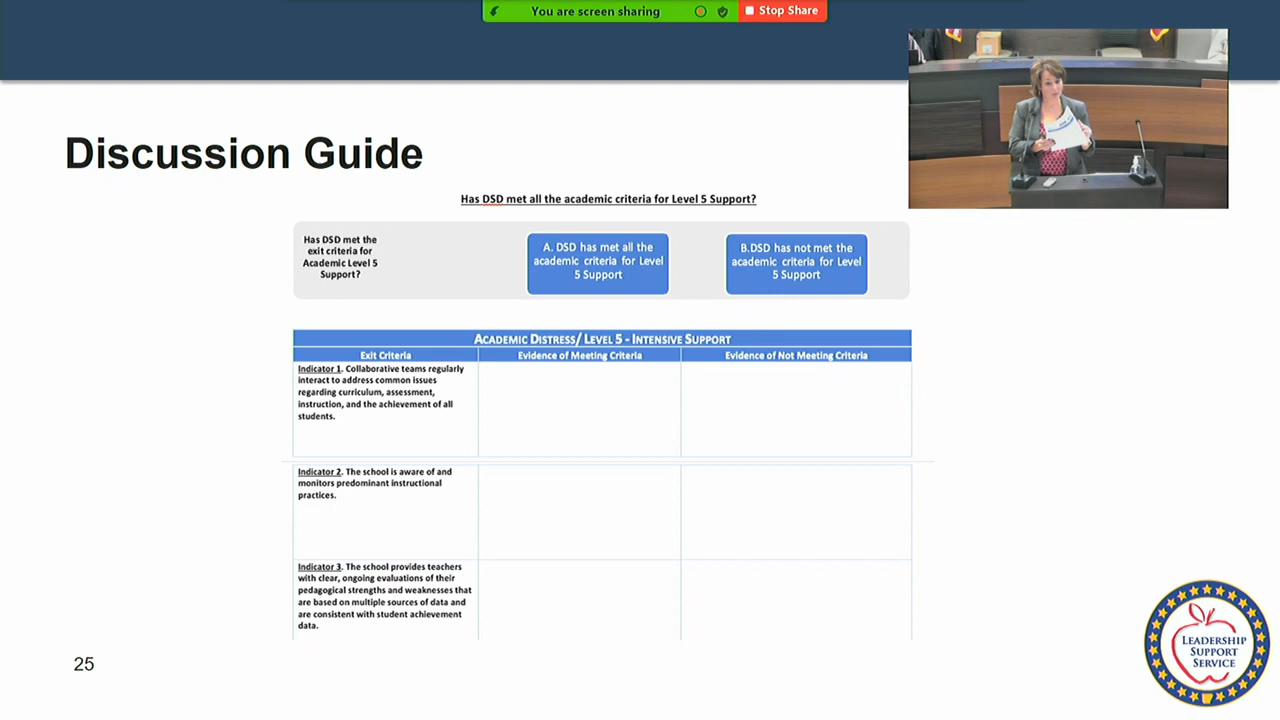 You are screen sharing
Stop Share
Discussion Guide
Has DSD met all the academic criteria for Level 5 Support?
Has DSD met the
exit criteria for
Academic Level 5
Support?
A. DSD has met all the
academic criteria for Level
5 Support
B.DSD has not met the
academic criteria for Level
5 Support
ACADEMIC DISTRESS/ LEVEL 5 - INTENSIVE SUPPORT
Exit Criteria
Evidence of Meeting Criteria
Evidence of Not Meeting Criteria
Indicator 1. Collaborative teams regularly
interact to address common issues
regarding curriculum, assessment,
instruction, and the achievement of all
students.
Indicator 2. The school is aware of and
monitors predominant instructional
practices.
Indicator 3. The school provides teachers
with clear, ongoing evaluations of their
pedagogical strengths and weaknesses that
are based on multiple sources of data and
are consistent with student achievement
data.
25
LEADERSHIP
SUPPORT
SERVICE